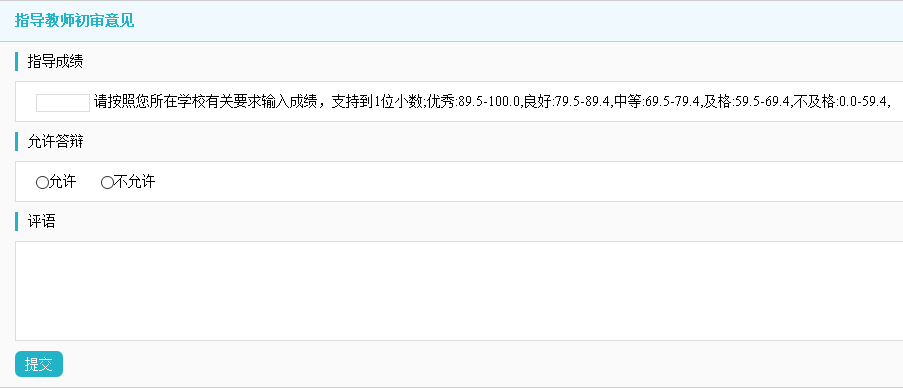 指导教师初审意见
指导成绩
请按照您所在学校有关要求输入成绩，支持到1位小数;优秀:89.5-100.0,良好:79.5-89.4,中等:69.5-79.4,及格:59.5-69.4,不及格:0.0-59.4,
允许答辩
允许 不允许
评语
提交